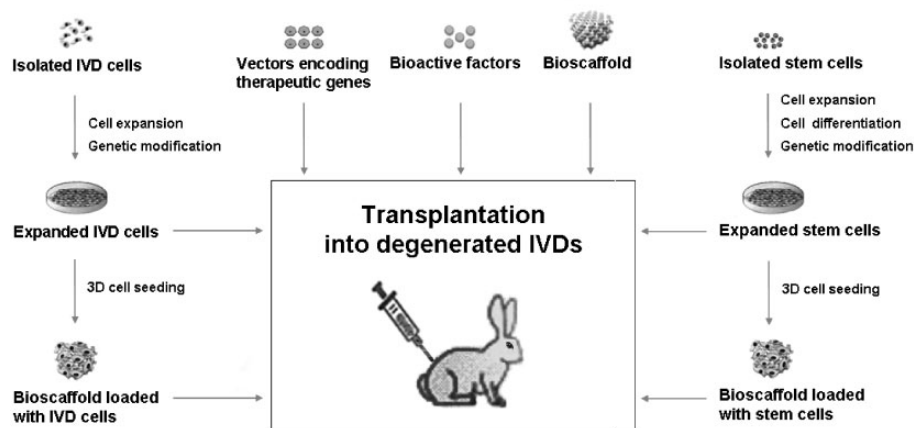 Isolated IVD cells
Vectors encoding
therapeutic genes
Bioactive factors
Bioscaffold
Isolated stem cells
Cell expansion
Genetic modification
Cell expansion
Cell differentiation
Genetic modification
Expanded IVD cells
Transplantation
into degenerated IVDs
Expanded stem cells
3D cell seeding
3D cell seeding
Bioscaffold loaded
with IVD cells
Bioscaffold loaded
with stem cells